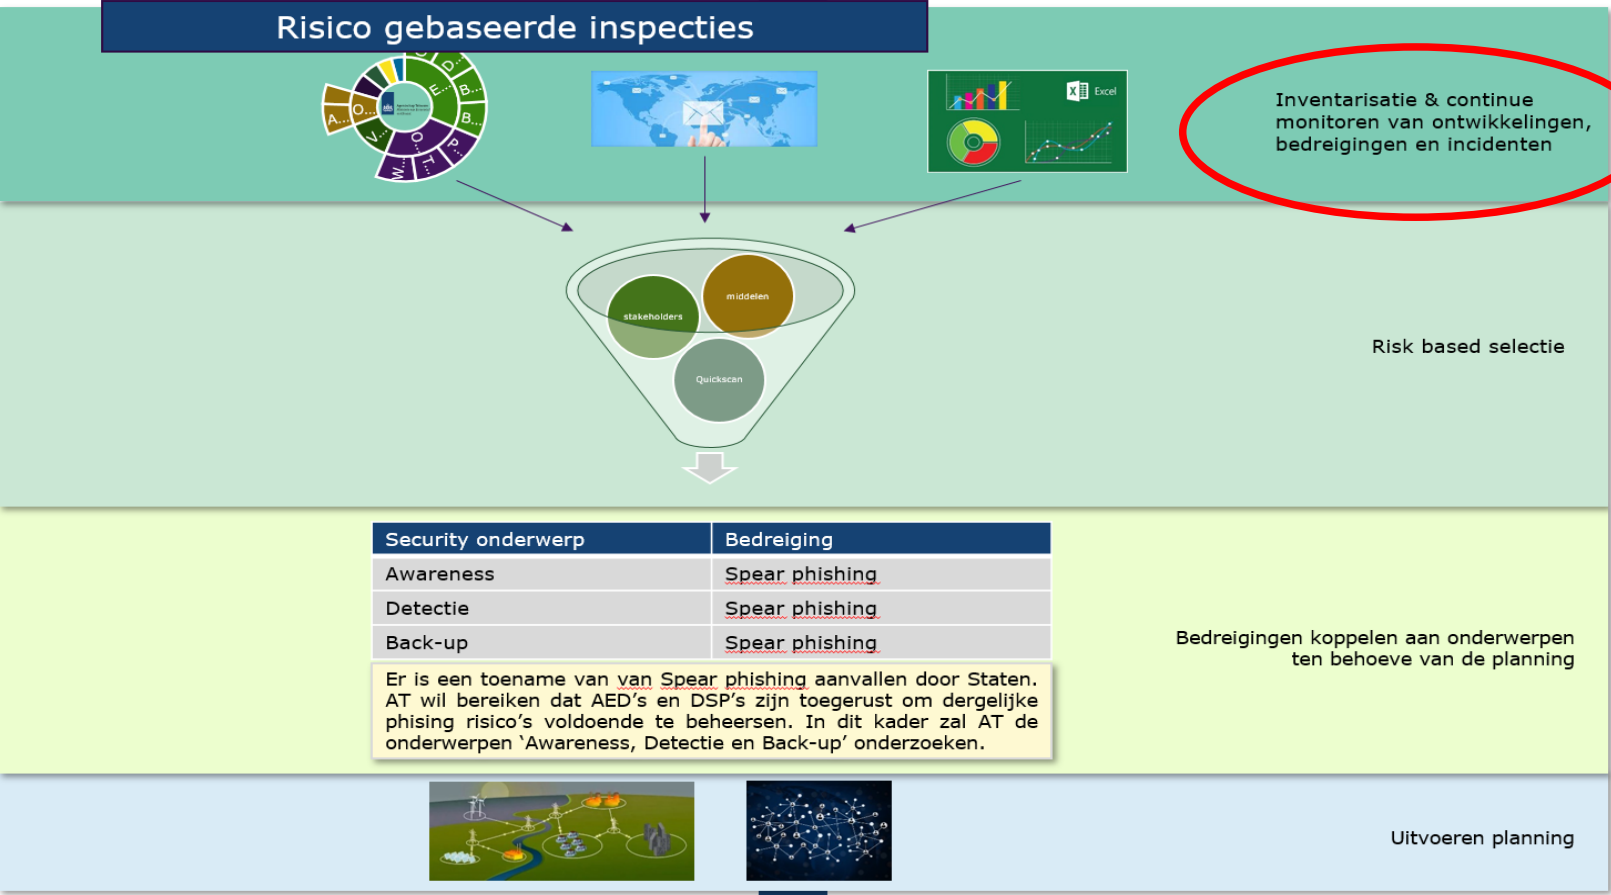 Risico gebaseerde inspecties
D...
E...
B...
B...
O...
A...
V...
O...
P...
T...
W...
Excel
Inventarisatie & continue
monitoren van ontwikkelingen,
bedreigingen en incidenten
middelen
stakeholders
Quickscan
Risk based selectie
Security onderwerp Bedreiging
Awareness Spear phishing
Detectie Spear phishing
Back-up Spear phishing
Er is een toename van van Spear phishing aanvallen door Staten.
AT wil bereiken dat AED’s en DSP’s zijn toegerust om dergelijke
phising risico’s voldoende te beheersen. In dit kader zal AT de
onderwerpen ‘Awareness, Detectie en Back-up’ onderzoeken.
Bedreigingen koppelen aan onderwerpen
ten behoeve van de planning
Uitvoeren planning